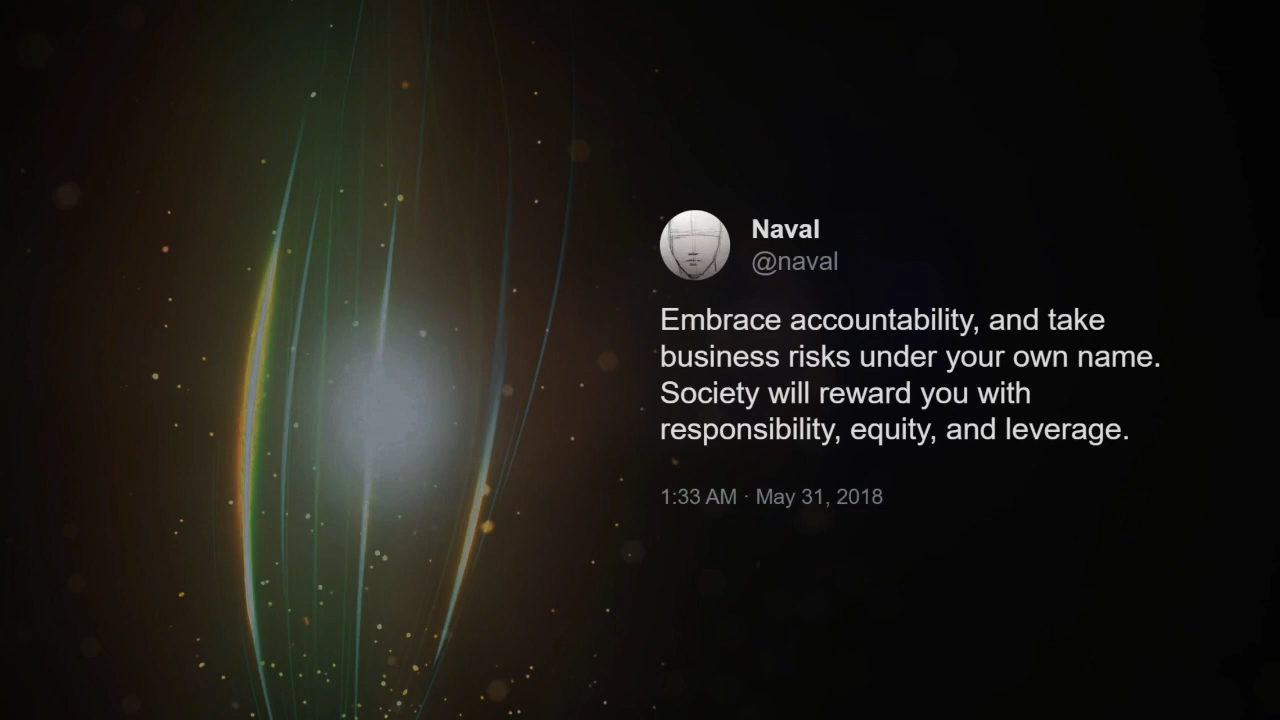 Naval
@naval
Embrace accountability, and take
business risks under your own name.
Society will reward you with
responsibility, equity, and leverage.
1:33 AM · May 31, 2018